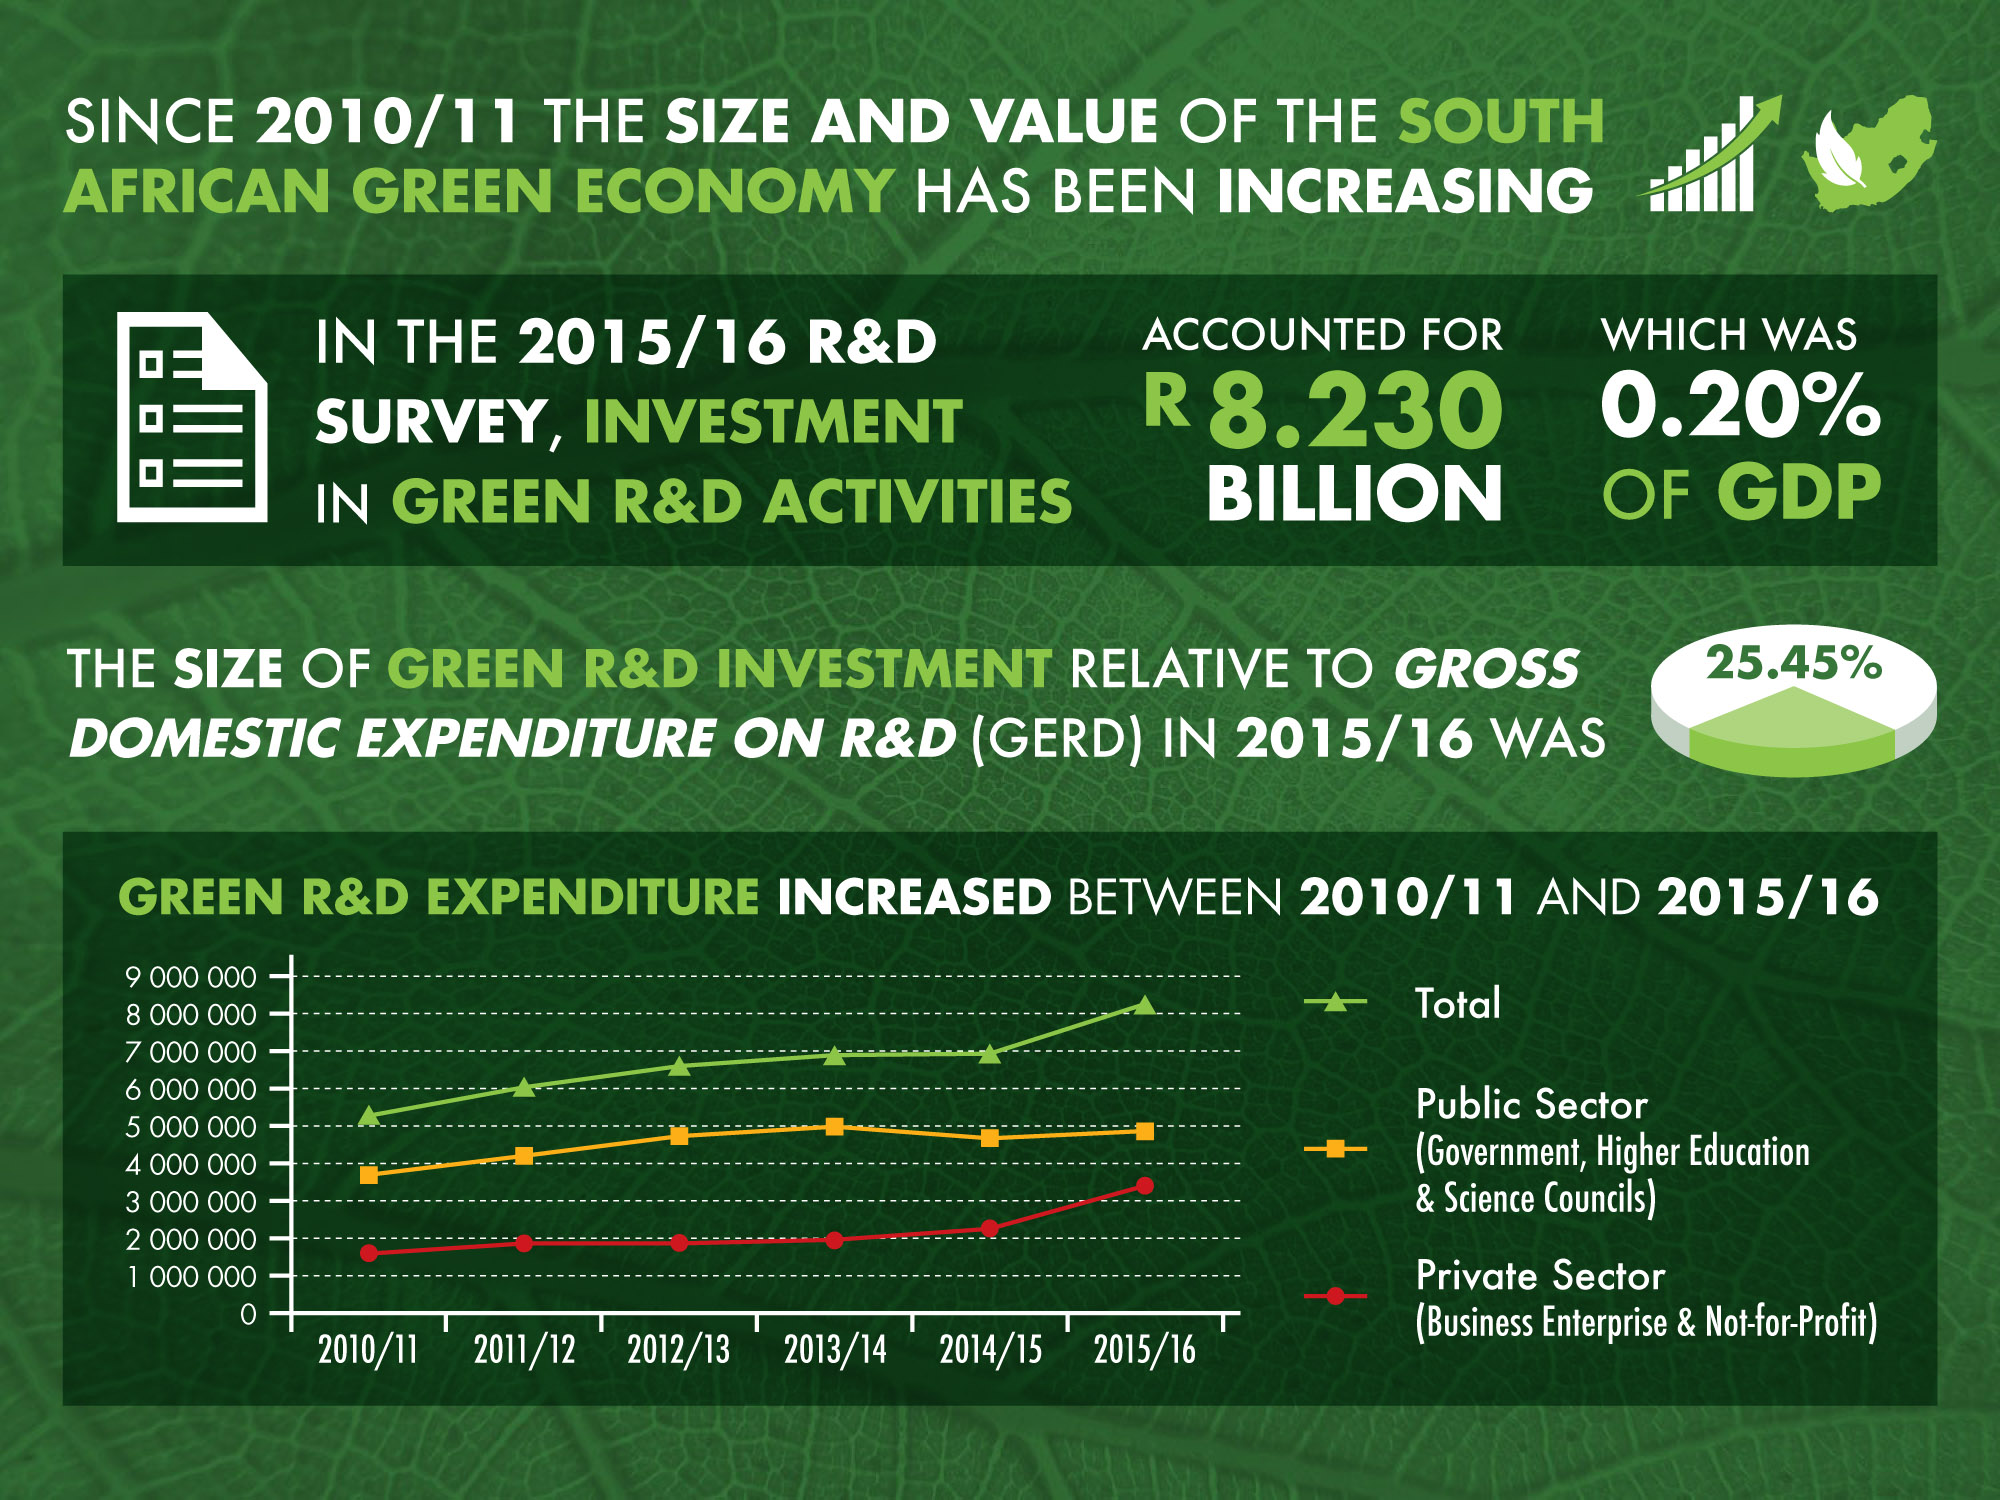 SINCE 2010/11 THE SIZE AND VALUE OF THE SOUTH
AFRICAN GREEN ECONOMY HAS BEEN INCREASING
IN THE 2015/16 R&D
SURVEY, INVESTMENT
IN GREEN R&D ACTIVITIES
ACCOUNTED FOR
R 8.230
BILLION
WHICH WAS
0.20%
OF GDP
THE SIZE OF GREEN R&D INVESTMENT RELATIVE TO GROSS
DOMESTIC EXPENDITURE ON R&D (GERD) IN 2015/16 WAS
25.45%
GREEN R&D EXPENDITURE INCREASED BETWEEN 2010/11 AND 2015/16
9 000 000
8 000 000
7 000 000
6 000 000
5 000 000
4 000 000
3 000 000
2 000 000
1 000 000
0
2010/11 2011/12 2012/13 2013/14 2014/15 2015/16
Total
Public Sector
(Government, Higher Education
& Science Councils)
Private Sector
(Business Enterprise & Not-for-Profit)